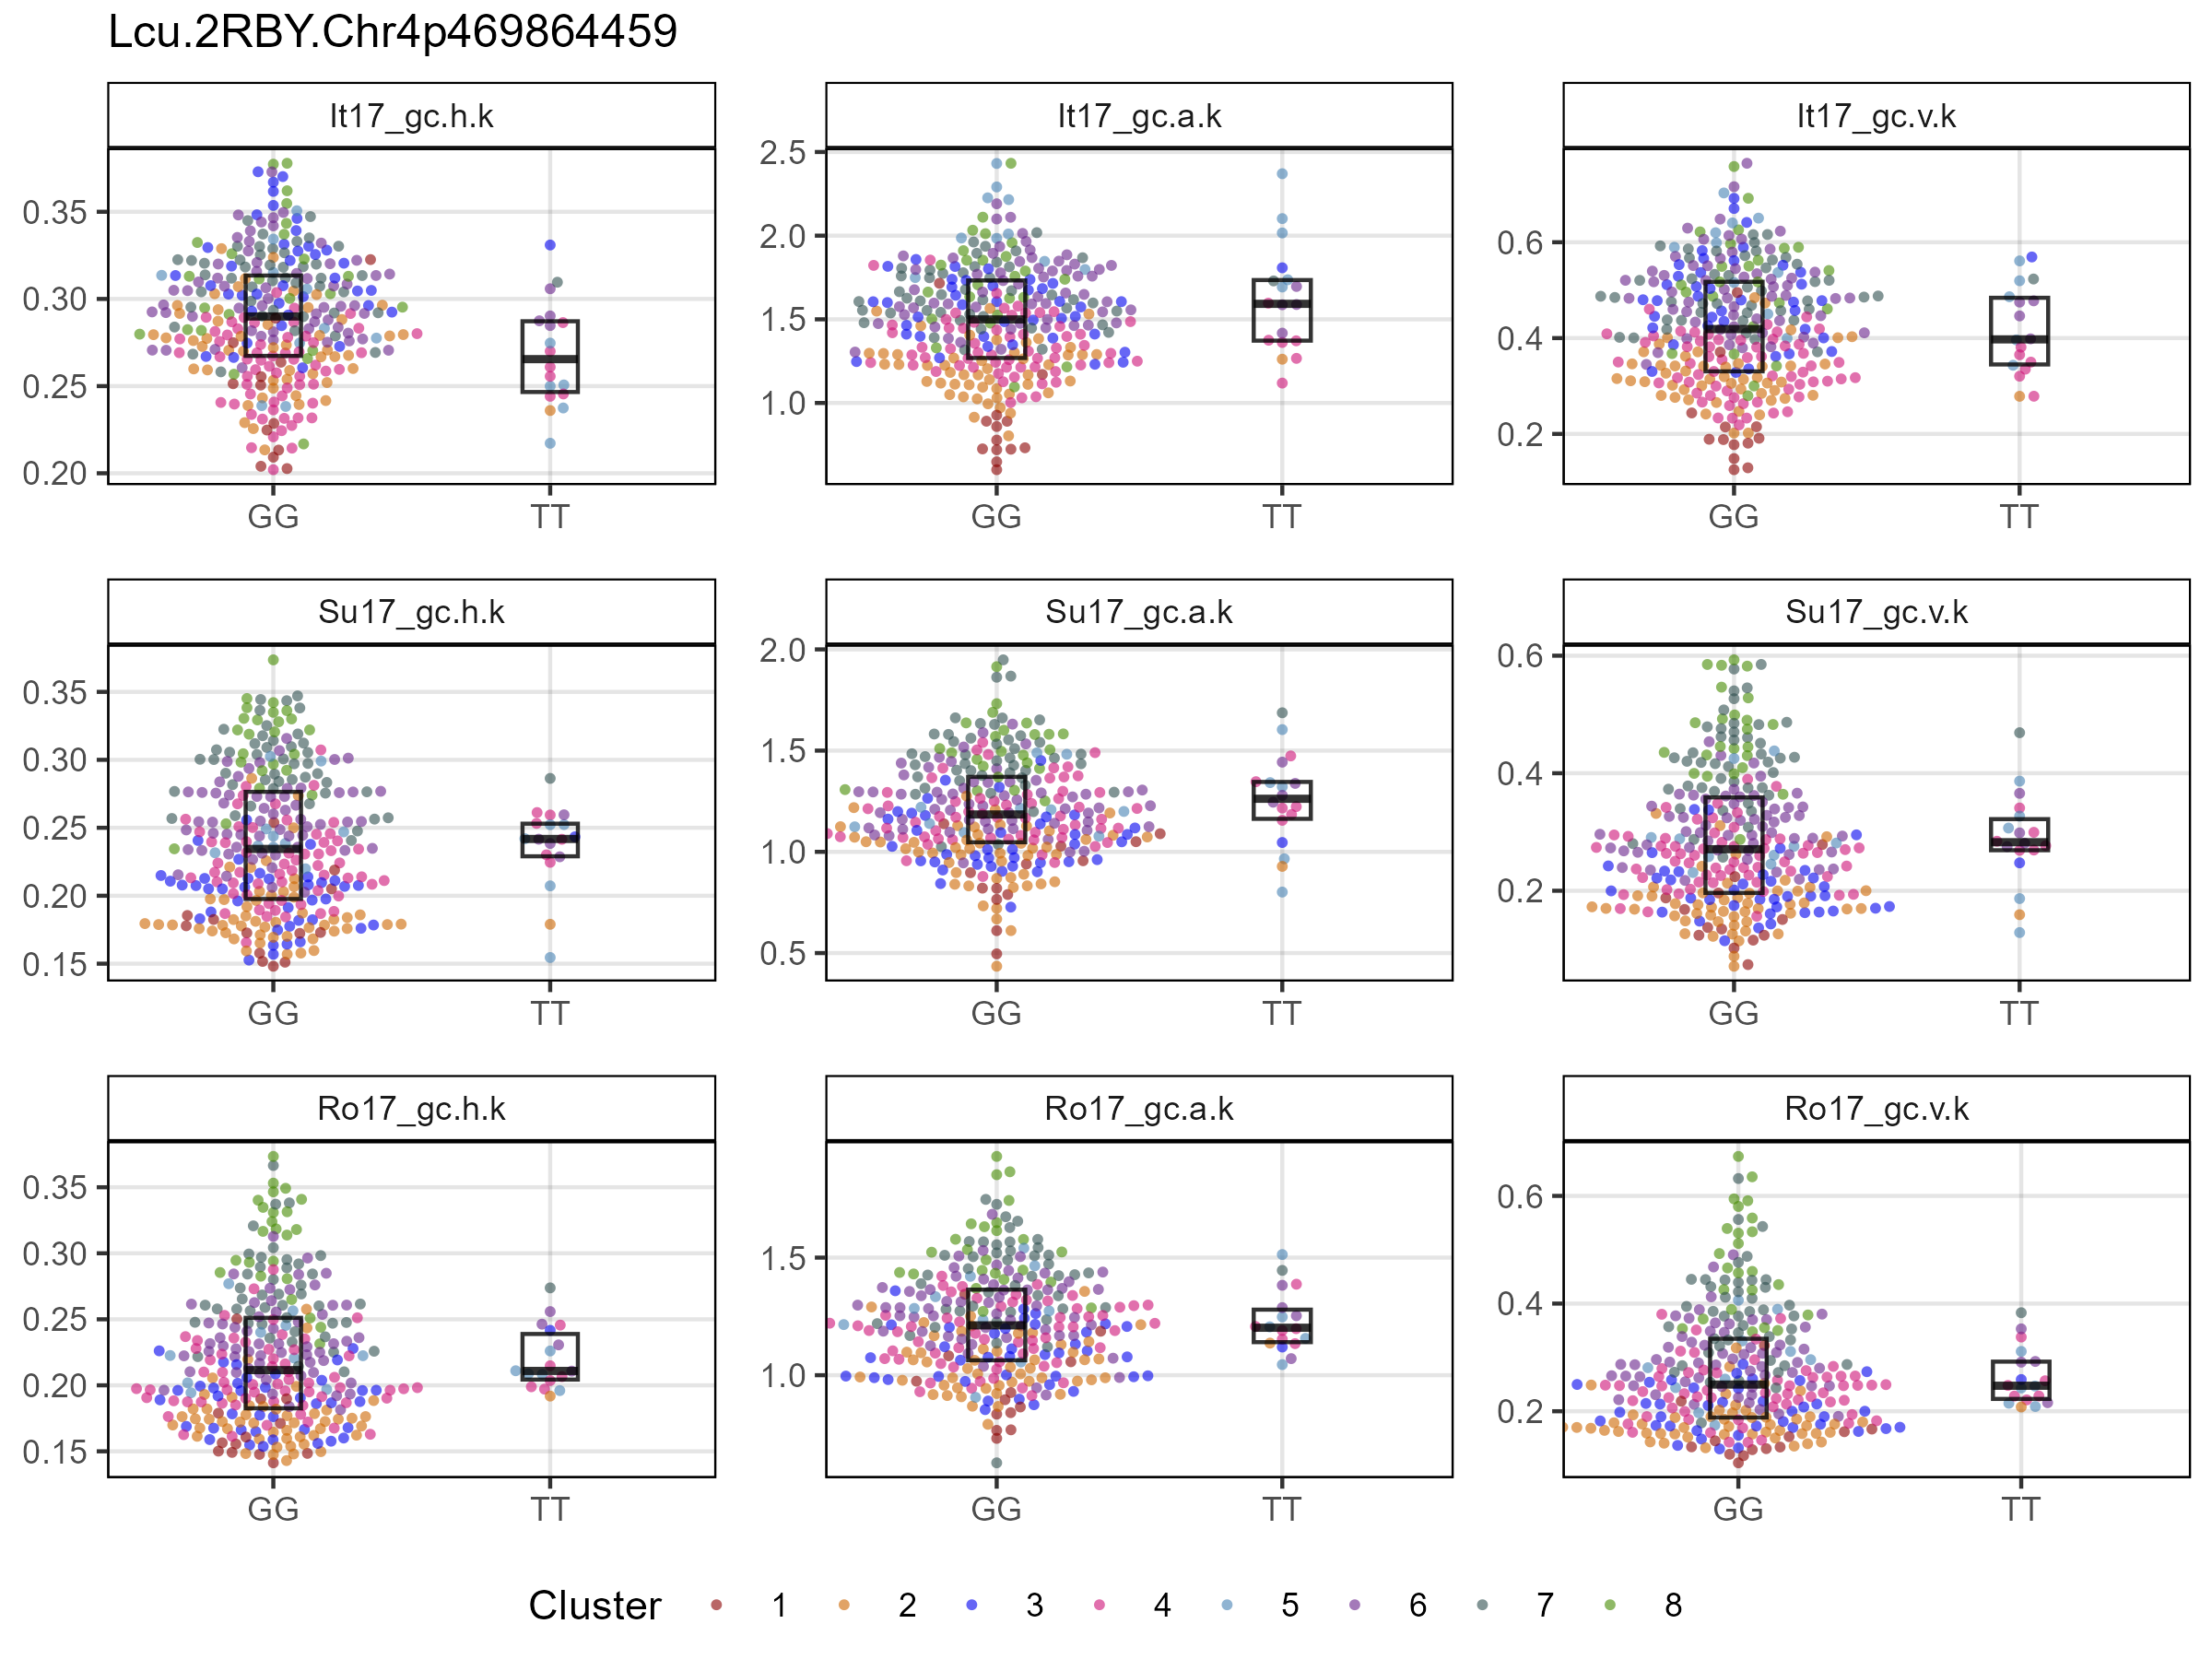 Lcu.2RBY.Chr4p469864459
It17_gc.h.k
It17_gc.a.k
It17_gc.v.k
0.35
0.30
0.25
0.20
GG TT
2.5
2.0
1.5
1.0
GG TT
0.6
0.4
0.2
GG TT
Su17_gc.h.k
Su17_gc.a.k
Su17_gc.v.k
0.35
0.30
0.25
0.20
0.15
GG TT
2.0
1.5
1.0
0.5
GG TT
0.6
0.4
0.2
GG TT
Ro17_gc.h.k
Ro17_gc.a.k
Ro17_gc.v.k
0.35
0.30
0.25
0.20
0.15
GG TT
1.5
1.0
GG TT
0.6
0.4
0.2
GG TT
Cluster 1 2 3 4 5 6 7 8